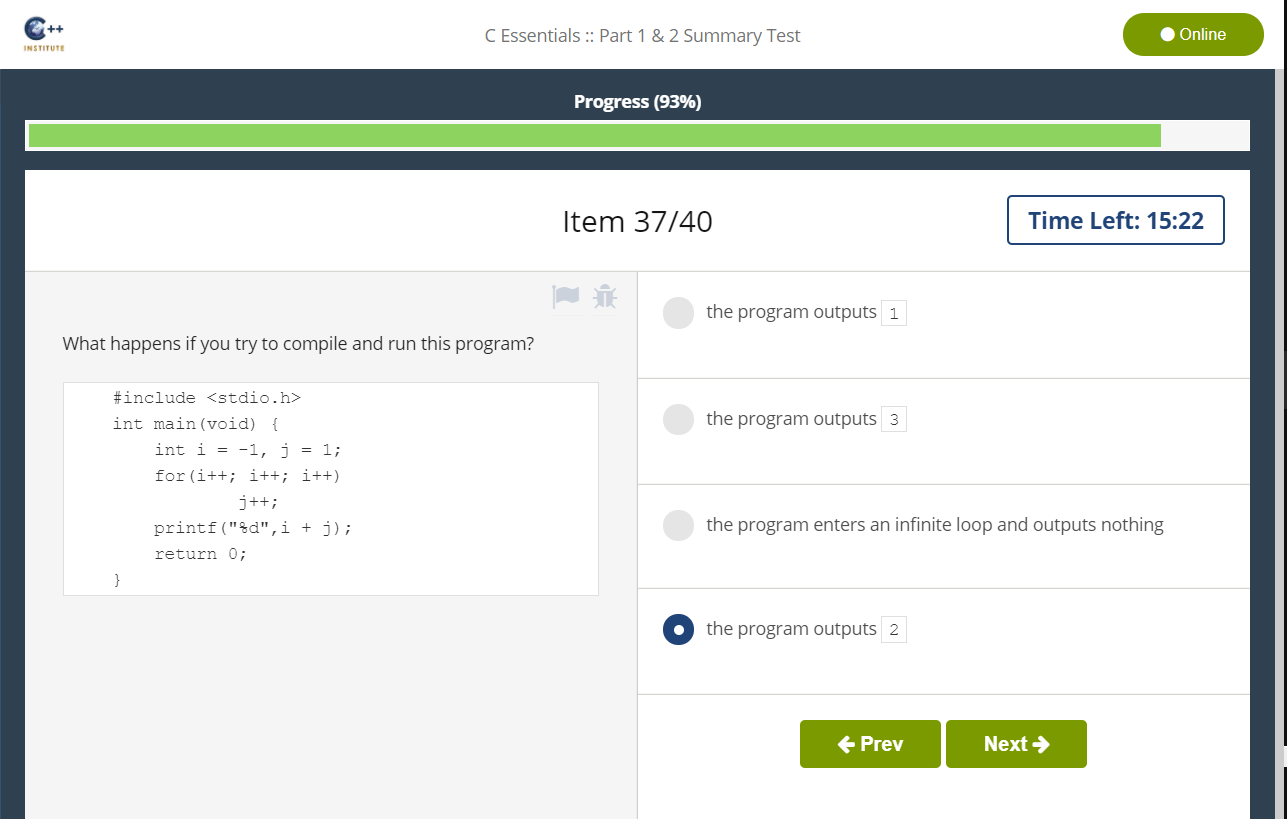 C++
INSTITUTE
C Essentials :: Part 1 & 2 Summary Test
Online
Progress (93%)
Item 37/40
Time Left: 15:22
What happens if you try to compile and run this program?
#include <stdio.h>
int main(void) {
    int i = -1, j = 1;
    for(i++; i++; i++)
            j++;
    printf("%d",i + j);
    return 0;
}
the program outputs 1
the program outputs 3
the program enters an infinite loop and outputs nothing
the program outputs 2
Prev
Next